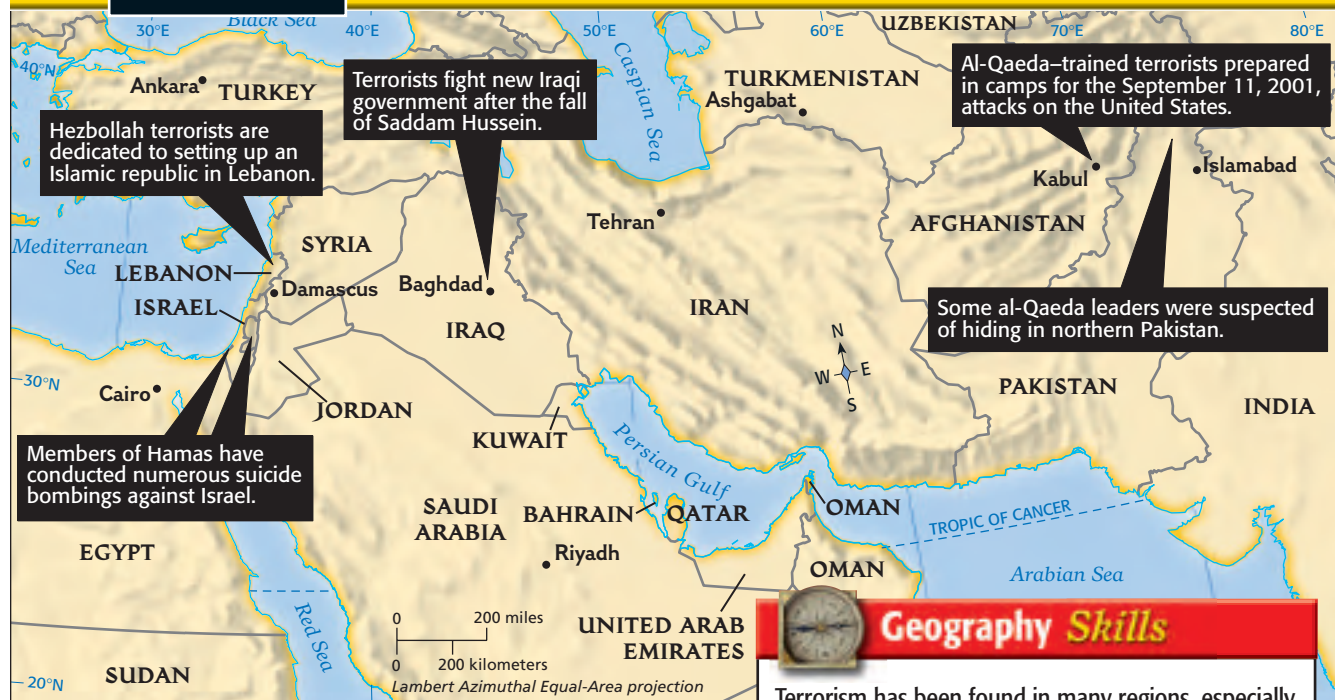 Black Sea
UZBEKISTAN
30°E
40°E
50°E
60°E
70°E
80°E
40°N
Ankara
TURKEY
Terrorists fight new Iraqi
government after the fall
of Saddam Hussein.
Caspian Sea
TURKMENISTAN
Ashgabat
Al-Qaeda–trained terrorists prepared
in camps for the September 11, 2001,
attacks on the United States.
Hezbollah terrorists are
dedicated to setting up an
Islamic republic in Lebanon.
Kabul
Islamabad
Tehran
AFGHANISTAN
Mediterranean
Sea
SYRIA
LEBANON
Damascus
Baghdad
ISRAEL
IRAQ
IRAN
Some al-Qaeda leaders were suspected
of hiding in northern Pakistan.
N
W
E
S
30°N
Cairo
JORDAN
PAKISTAN
INDIA
KUWAIT
Members of Hamas have
conducted numerous suicide
bombings against Israel.
Persian Gulf
SAUDI
ARABIA
BAHRAIN
QATAR
OMAN
TROPIC OF CANCER
EGYPT
Riyadh
OMAN
Arabian Sea
Red Sea
0 200 miles
0 200 kilometers
Lambert Azimuthal Equal-Area projection
UNITED ARAB
EMIRATES
SUDAN
20°N
Geography Skills
Terrorism has been found in many regions, especially